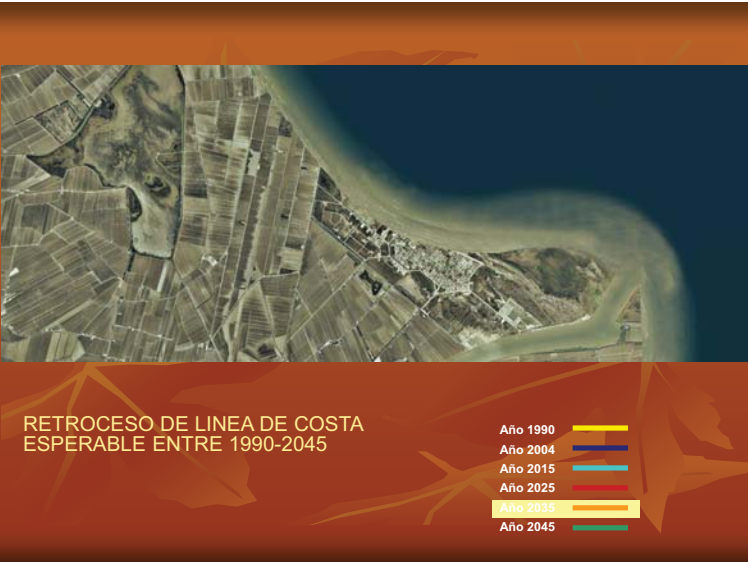 RETROCESO DE LINEA DE COSTA
ESPERABLE ENTRE 1990-2045
Año 1990
Año 2004
Año 2015
Año 2025
Año 2035
Año 2045